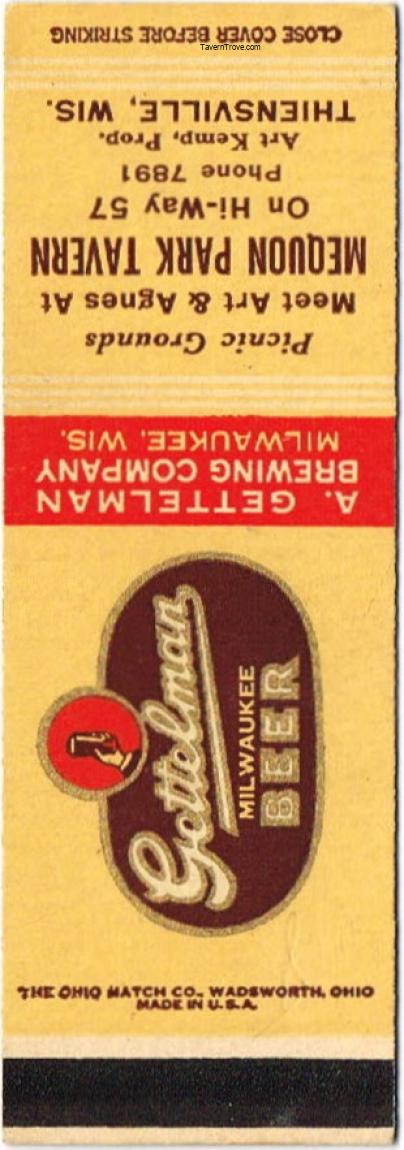 CLOSE COVER BEFORE STRIKING
TavernTrove.com
THIENSVILLE, WIS.
Art Kemp, Prop.
Phone 7891
On Hi-Way 57
MEQUON PARK TAVERN
Meet Art & Agnes At
Picnic Grounds
MILWAUKEE, WIS.
BREWING COMPANY
A. GETTELMAN
Gettelman
MILWAUKEE
BEER
THE OHIO MATCH CO., WADSWORTH, OHIO
MADE IN U.S.A.